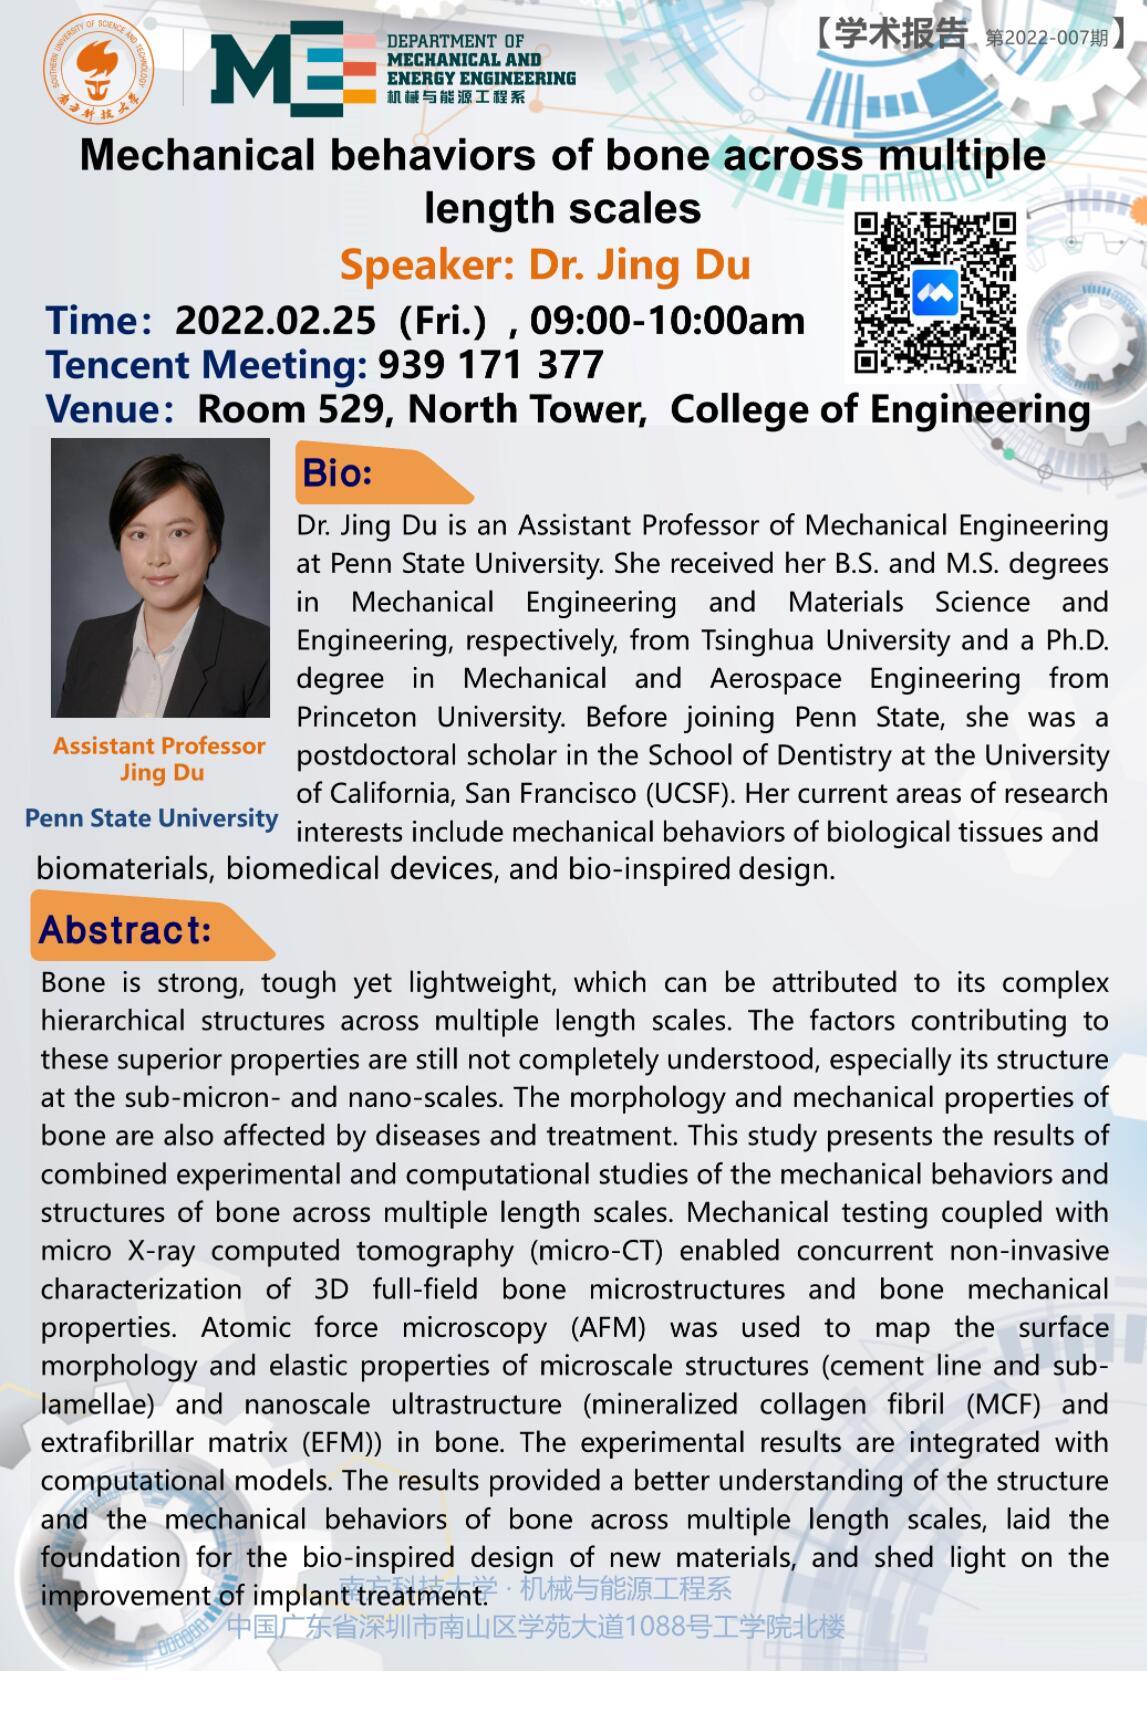 SOUTHERN UNIVERSITY OF SCIENCE AND TECHNOLOGY
南方科技大学
ME
DEPARTMENT OF
MECHANICAL AND
ENERGY ENGINEERING
机械与能源工程系
【学术报告 第2022-007期】
Mechanical behaviors of bone across multiple
length scales
Speaker: Dr. Jing Du
Time： 2022.02.25 (Fri.) , 09:00-10:00am
Tencent Meeting: 939 171 377
Venue： Room 529, North Tower, College of Engineering
Assistant Professor
Jing Du
Penn State University
Bio:
Dr. Jing Du is an Assistant Professor of Mechanical Engineering
at Penn State University. She received her B.S. and M.S. degrees
in Mechanical Engineering and Materials Science and
Engineering, respectively, from Tsinghua University and a Ph.D.
degree in Mechanical and Aerospace Engineering from
Princeton University. Before joining Penn State, she was a
postdoctoral scholar in the School of Dentistry at the University
of California, San Francisco (UCSF). Her current areas of research
interests include mechanical behaviors of biological tissues and
biomaterials, biomedical devices, and bio-inspired design.
Abstract:
Bone is strong, tough yet lightweight, which can be attributed to its complex
hierarchical structures across multiple length scales. The factors contributing to
these superior properties are still not completely understood, especially its structure
at the sub-micron- and nano-scales. The morphology and mechanical properties of
bone are also affected by diseases and treatment. This study presents the results of
combined experimental and computational studies of the mechanical behaviors and
structures of bone across multiple length scales. Mechanical testing coupled with
micro X-ray computed tomography (micro-CT) enabled concurrent non-invasive
characterization of 3D full-field bone microstructures and bone mechanical
properties. Atomic force microscopy (AFM) was used to map the surface
morphology and elastic properties of microscale structures (cement line and sub-
lamellae) and nanoscale ultrastructure (mineralized collagen fibril (MCF) and
extrafibrillar matrix (EFM)) in bone. The experimental results are integrated with
computational models. The results provided a better understanding of the structure
and the mechanical behaviors of bone across multiple length scales, laid the
foundation for the bio-inspired design of new materials, and shed light on the
improvement of implant treatment.
南方科技大学 · 机械与能源工程系
中国广东省深圳市南山区学苑大道1088号工学院北楼